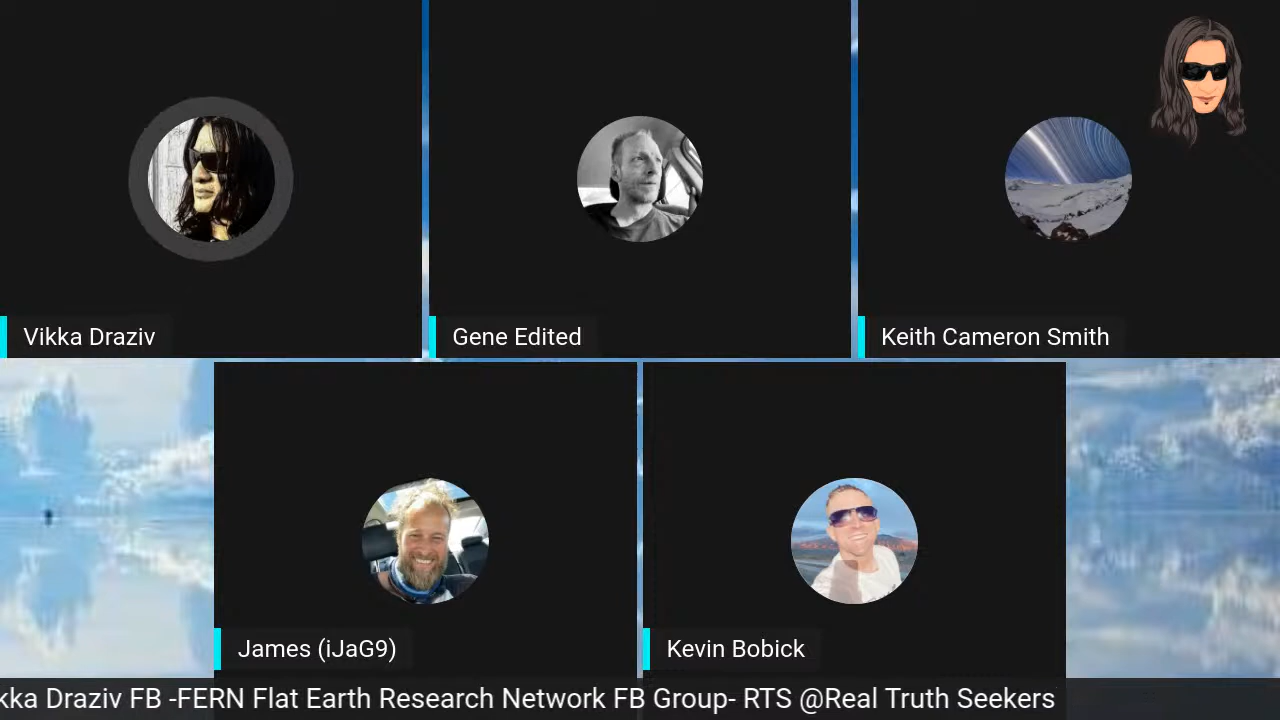 Vikka Draziv
Gene Edited
Keith Cameron Smith
James (iJaG9)
Kevin Bobick
kka Draziv FB -FERN Flat Earth Research Network FB Group- RTS @Real Truth Seekers